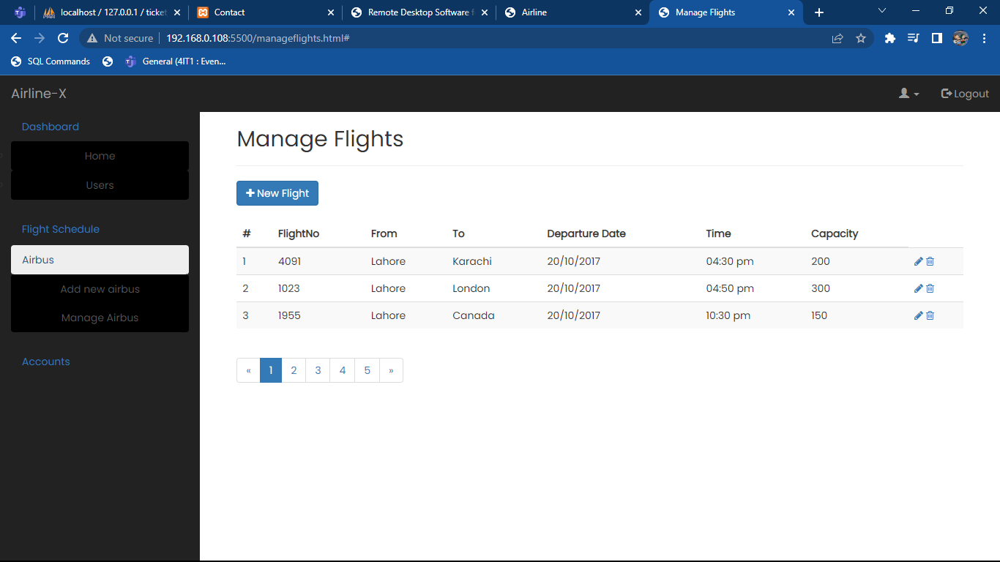 localhost / 127.0.0.1 / ticket
Contact
Remote Desktop Software f
Airline
Manage Flights
Not secure 192.168.0.108:5500/manageflights.html#
SQL Commands
General (4IT1 : Even...
Airline-X
Logout
Dashboard
Home
Users
Flight Schedule
Airbus
Add new airbus
Manage Airbus
Accounts
Manage Flights
New Flight
# FlightNo From To Departure Date Time Capacity
1 4091 Lahore Karachi 20/10/2017 04:30 pm 200
2 1023 Lahore London 20/10/2017 04:50 pm 300
3 1955 Lahore Canada 20/10/2017 10:30 pm 150
« 1 2 3 4 5 »